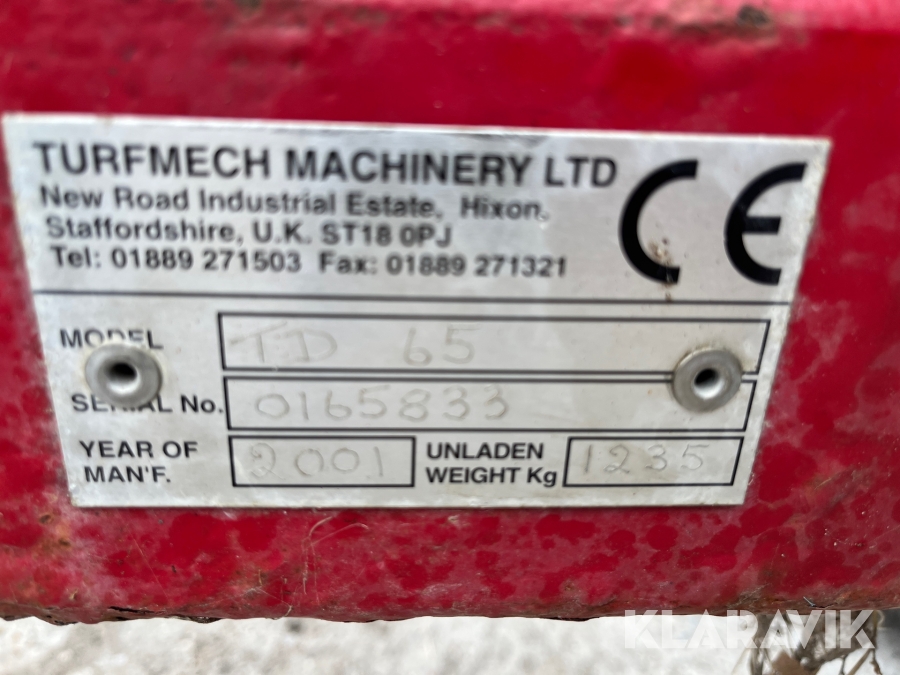 TURFMECH MACHINERY LTD
New Road Industrial Estate, Hixon,
Staffordshire, U.K. ST18 0PJ
Tel: 01889 271503 Fax: 01889 271321
CE
MODEL TD 65
SERIAL No. 0165833
YEAR OF MAN'F. 2001 UNLADEN WEIGHT Kg 1235
KLARAVIK